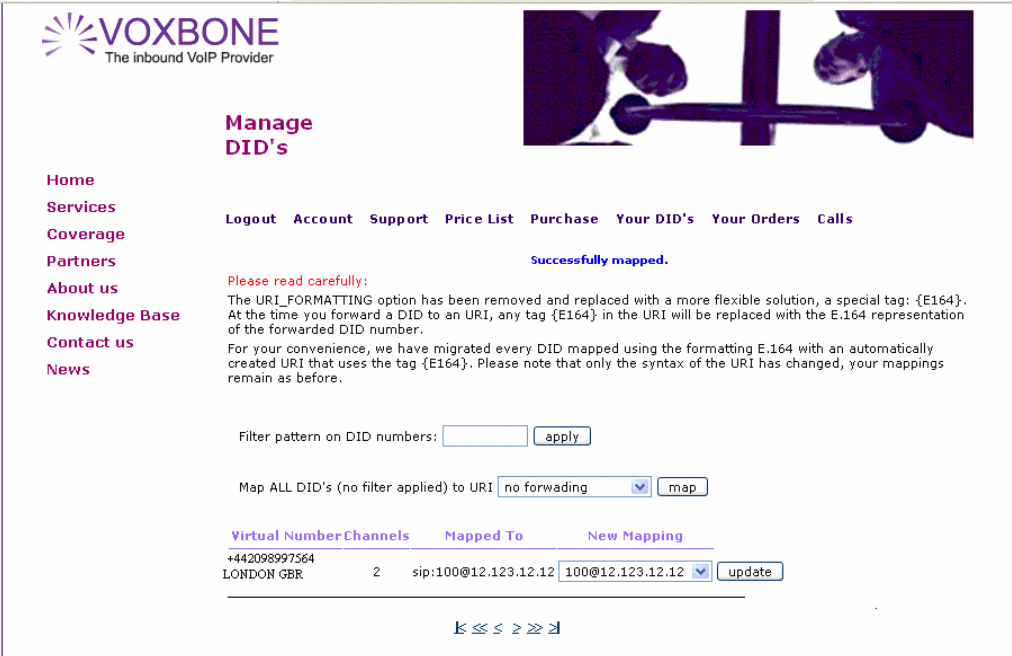 VOXBONE
The inbound VoIP Provider
Manage
DID's
Home
Services
Coverage
Partners
About us
Knowledge Base
Contact us
News
Logout Account Support Price List Purchase Your DID's Your Orders Calls
Successfully mapped.
Please read carefully:
The URI_FORMATTING option has been removed and replaced with a more flexible solution, a special tag: {E164}.
At the time you forward a DID to an URI, any tag {E164} in the URI will be replaced with the E.164 representation
of the forwarded DID number.
For your convenience, we have migrated every DID mapped using the formatting E.164 with an automatically
created URI that uses the tag {E164}. Please note that only the syntax of the URI has changed, your mappings
remain as before.
Filter pattern on DID numbers: apply
Map ALL DID's (no filter applied) to URI no forwading map
Virtual Number Channels Mapped To New Mapping
+442098997564
LONDON GBR 2 sip:100@12.123.12.12 100@12.123.12.12 update
|< << < > >> >|